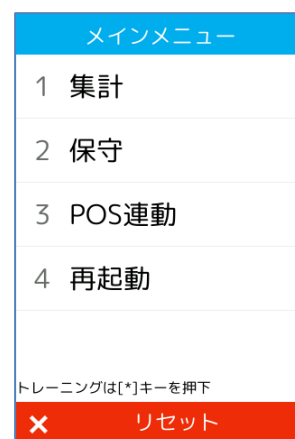 メインメニュー
1 集計
2 保守
3 POS連動
4 再起動
トレーニングは[*]キーを押下
× リセット